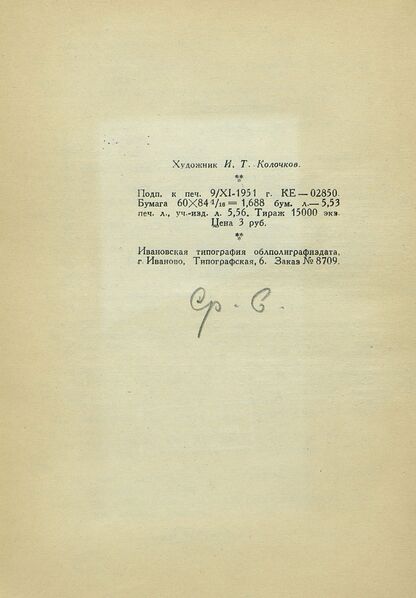 Художник И. Т. Колочков.
Подп. к печ. 9/XI-1951 г. КЕ—02850.
Бумага 60×84 1/16 = 1,688 бум. л.—5,53
печ. л., уч.-изд. л. 5,56. Тираж 15000 экз.
Цена 3 руб.
Ивановская типография облполиграфиздата,
г. Иваново, Типографская, 6. Заказ № 8709.
Ср. - в.